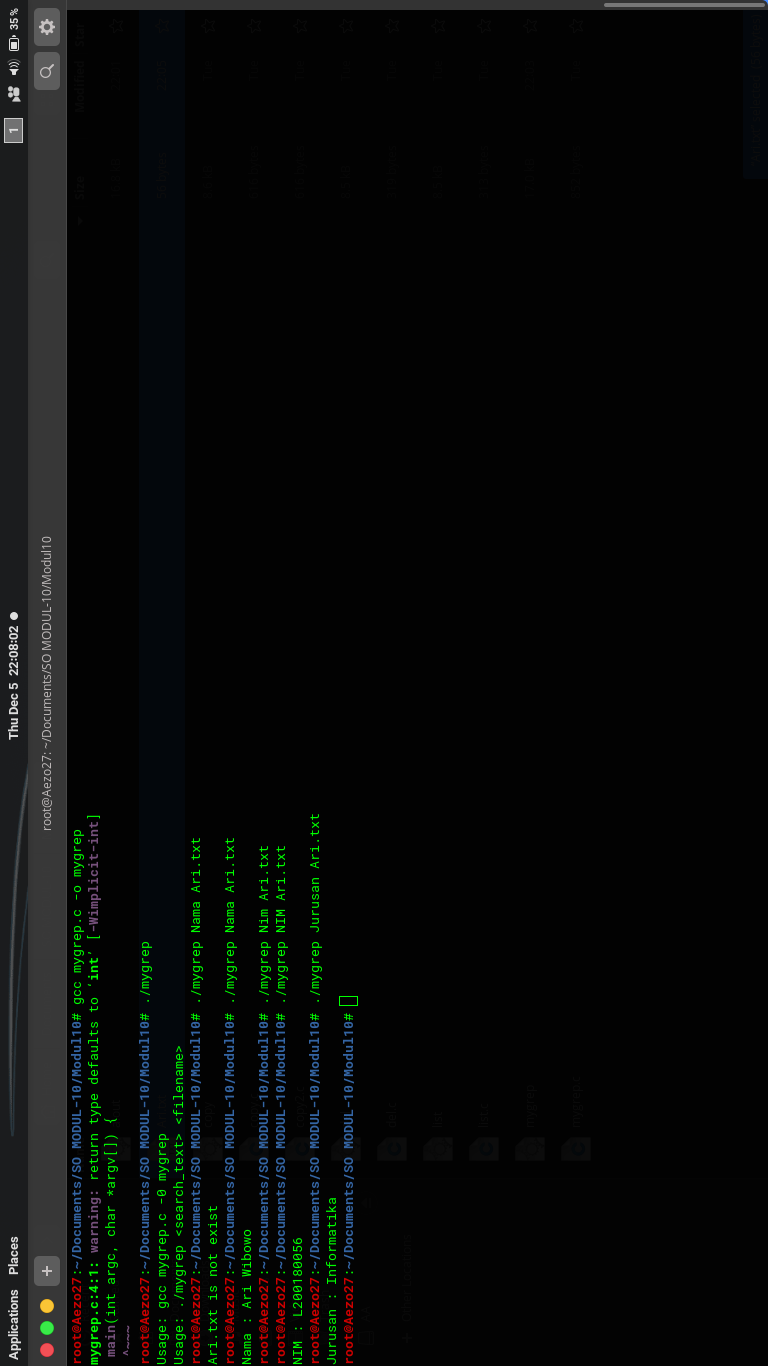 Applications Places Thu Dec 5 22:08:02 1 35 %
root@Aezo27: ~/Documents/SO MODUL-10/Modul10
root@Aezo27:~/Documents/SO MODUL-10/Modul10# gcc mygrep.c -o mygrep
mygrep.c:4:1: warning: return type defaults to ‘int’ [-Wimplicit-int]
main(int argc, char *argv[]) {
^~~~
root@Aezo27:~/Documents/SO MODUL-10/Modul10# ./mygrep
Usage: gcc mygrep.c -0 mygrep
Usage: ./mygrep <search_text> <filename>
root@Aezo27:~/Documents/SO MODUL-10/Modul10# ./mygrep Nama Ari.txt
Ari.txt is not exist
root@Aezo27:~/Documents/SO MODUL-10/Modul10# ./mygrep Nama Ari.txt
Nama : Ari Wibowo
root@Aezo27:~/Documents/SO MODUL-10/Modul10# ./mygrep Nim Ari.txt
root@Aezo27:~/Documents/SO MODUL-10/Modul10# ./mygrep NIM Ari.txt
NIM : L200180056
root@Aezo27:~/Documents/SO MODUL-10/Modul10# ./mygrep Jurusan Ari.txt
Jurusan : Informatika
root@Aezo27:~/Documents/SO MODUL-10/Modul10#